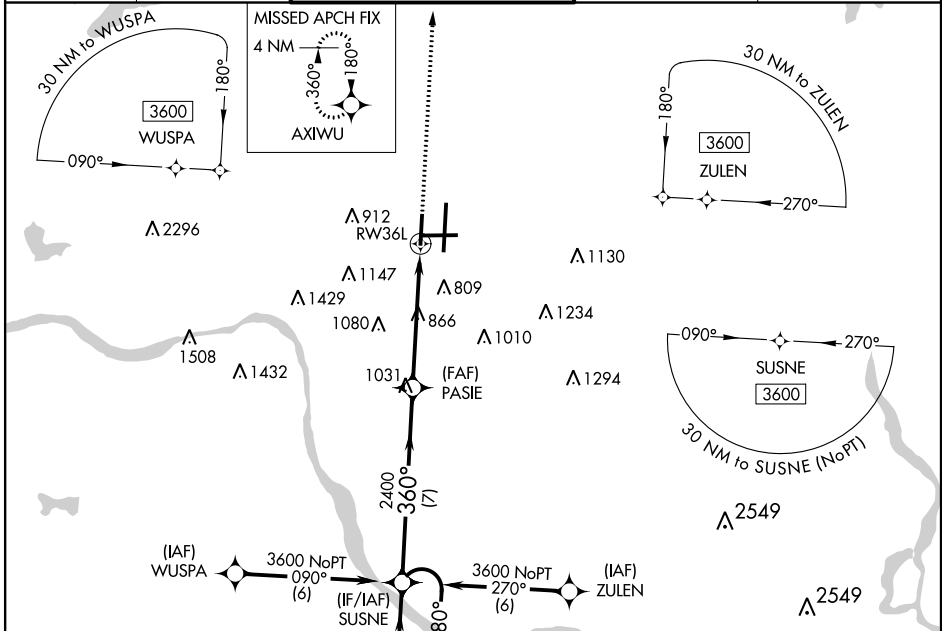 30 NM to WUSPA
180°
3600
WUSPA
090°
MISSED APCH FIX
4 NM
360°
180°
AXIWU
30 NM to ZULEN
180°
3600
ZULEN
270°
2296
912
RW36L
1130
1147
809
1429
1234
1080
866
1010
1508
1432
1031
(FAF)
PASIE
1294
090°
270°
SUSNE
3600
30 NM to SUSNE (NoPT)
2400
360°
(7)
2549
(IAF)
WUSPA
3600 NoPT
090°
(6)
(IF/IAF)
SUSNE
3600 NoPT
270°
(6)
(IAF)
ZULEN
2549